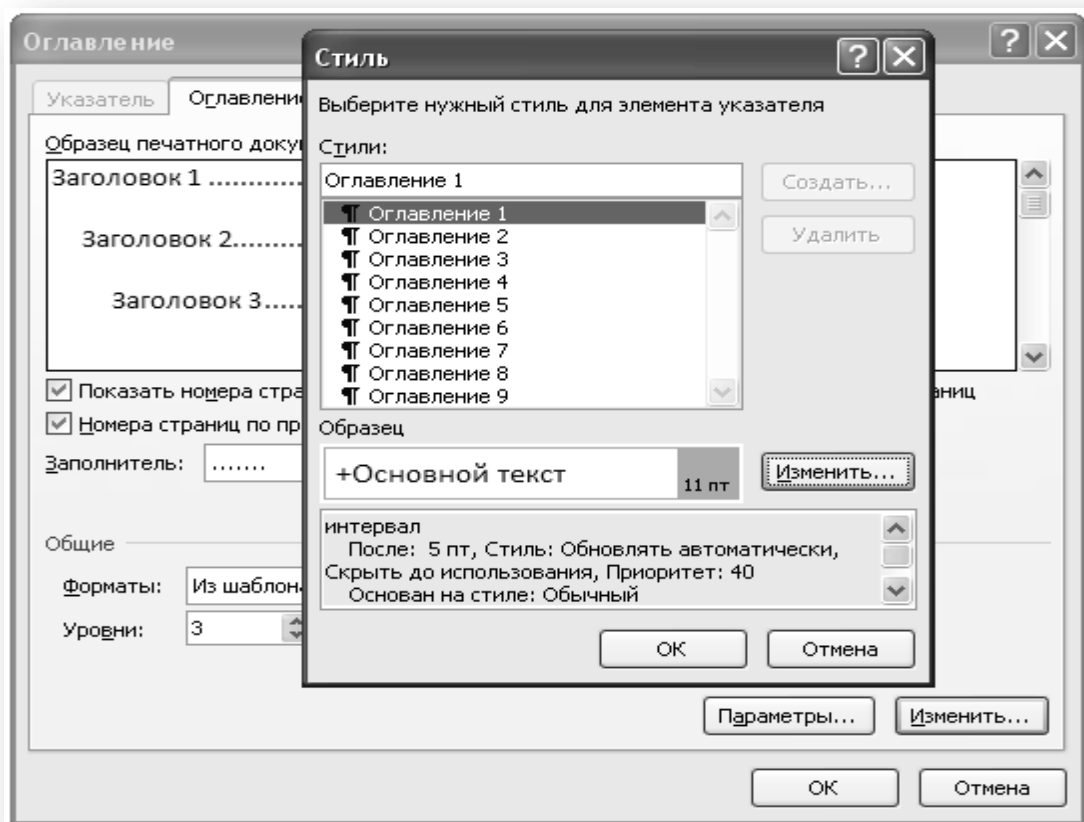 Оглавление
Указатель
Оглавление
Образец печатного доку
Заголовок 1 ............
Заголовок 2.........
Заголовок 3.....
Показать номера стра
аниц
Номера страниц по пр
Заполнитель: .......
Общие
Форматы: Из шаблон
Уровни: 3
Параметры...
Изменить...
ОК
Отмена
Стиль
Выберите нужный стиль для элемента указателя
Стили:
Оглавление 1
Создать...
Удалить
¶ Оглавление 1
¶ Оглавление 2
¶ Оглавление 3
¶ Оглавление 4
¶ Оглавление 5
¶ Оглавление 6
¶ Оглавление 7
¶ Оглавление 8
¶ Оглавление 9
Образец
+Основной текст
11 пт
Изменить...
интервал
После: 5 пт, Стиль: Обновлять автоматически,
Скрыть до использования, Приоритет: 40
Основан на стиле: Обычный
ОК
Отмена